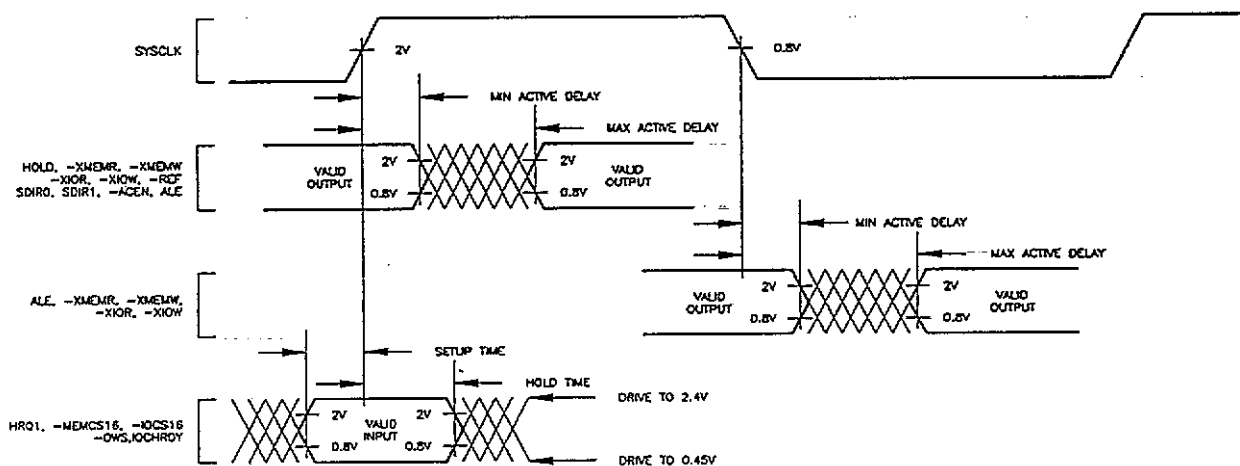 SYSCLK
2V
0.8V
MIN ACTIVE DELAY
MAX ACTIVE DELAY
HOLD, -XMEMR, -XMEMW
-XIOR, -XIOW, -REF
SDIR0, SDIR1, -ACEN, ALE
VALID
OUTPUT
2V
0.8V
2V
0.8V
VALID
OUTPUT
MIN ACTIVE DELAY
MAX ACTIVE DELAY
ALE, -XMEMR, -XMEMW,
-XIOR, -XIOW
VALID
OUTPUT
2V
0.8V
2V
0.8V
VALID
OUTPUT
SETUP TIME
HOLD TIME
HRQ1, -MEMCS16, -IOCS16
-OWS,IOCHRDY
2V
0.8V
VALID
INPUT
2V
0.8V
DRIVE TO 2.4V
DRIVE TO 0.45V